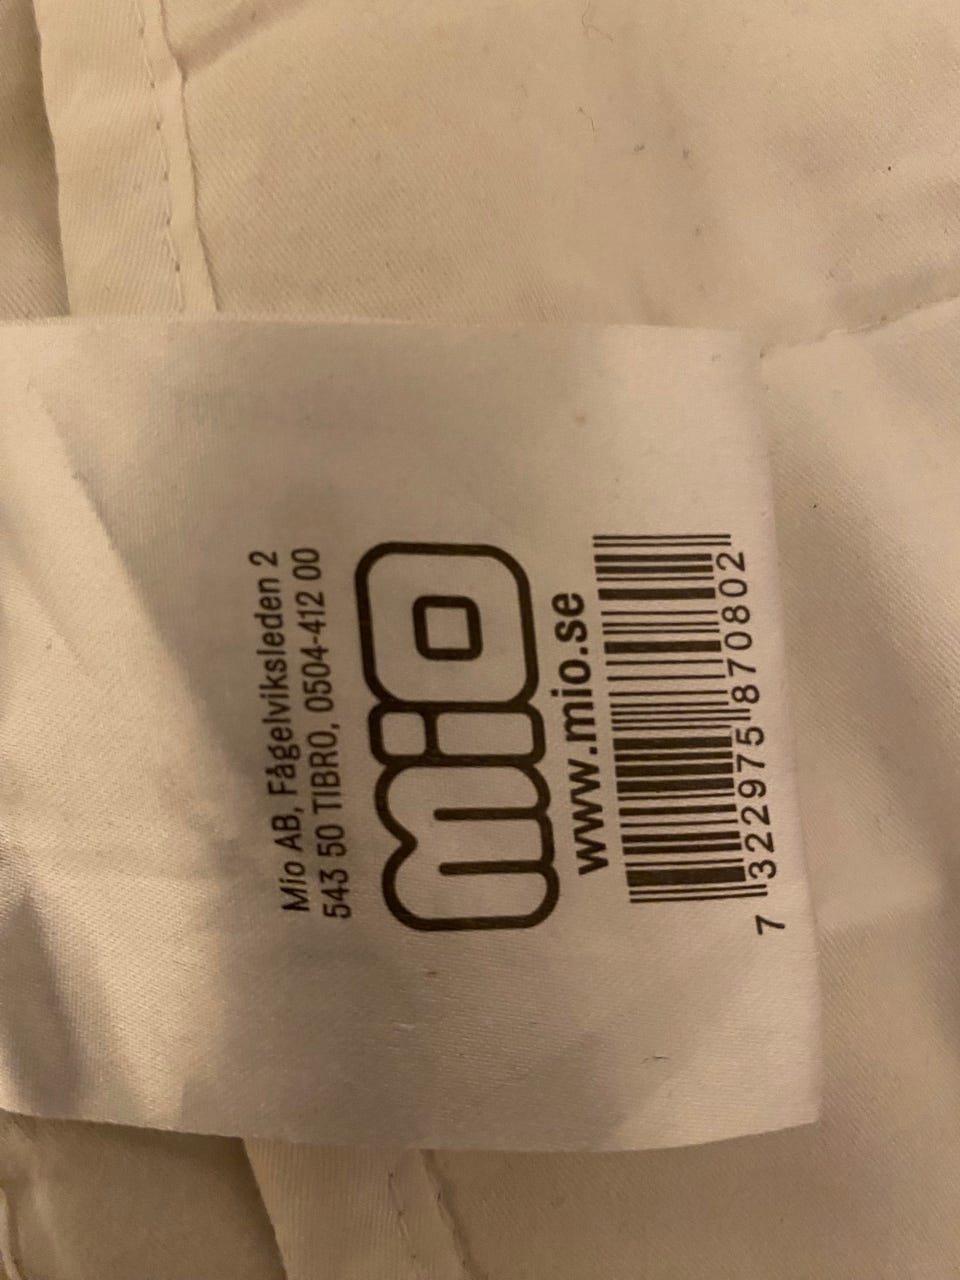 Mio AB, Fågelviksleden 2
543 50 TIBRO, 0504-412 00
mio
www.mio.se
7 322975 870802